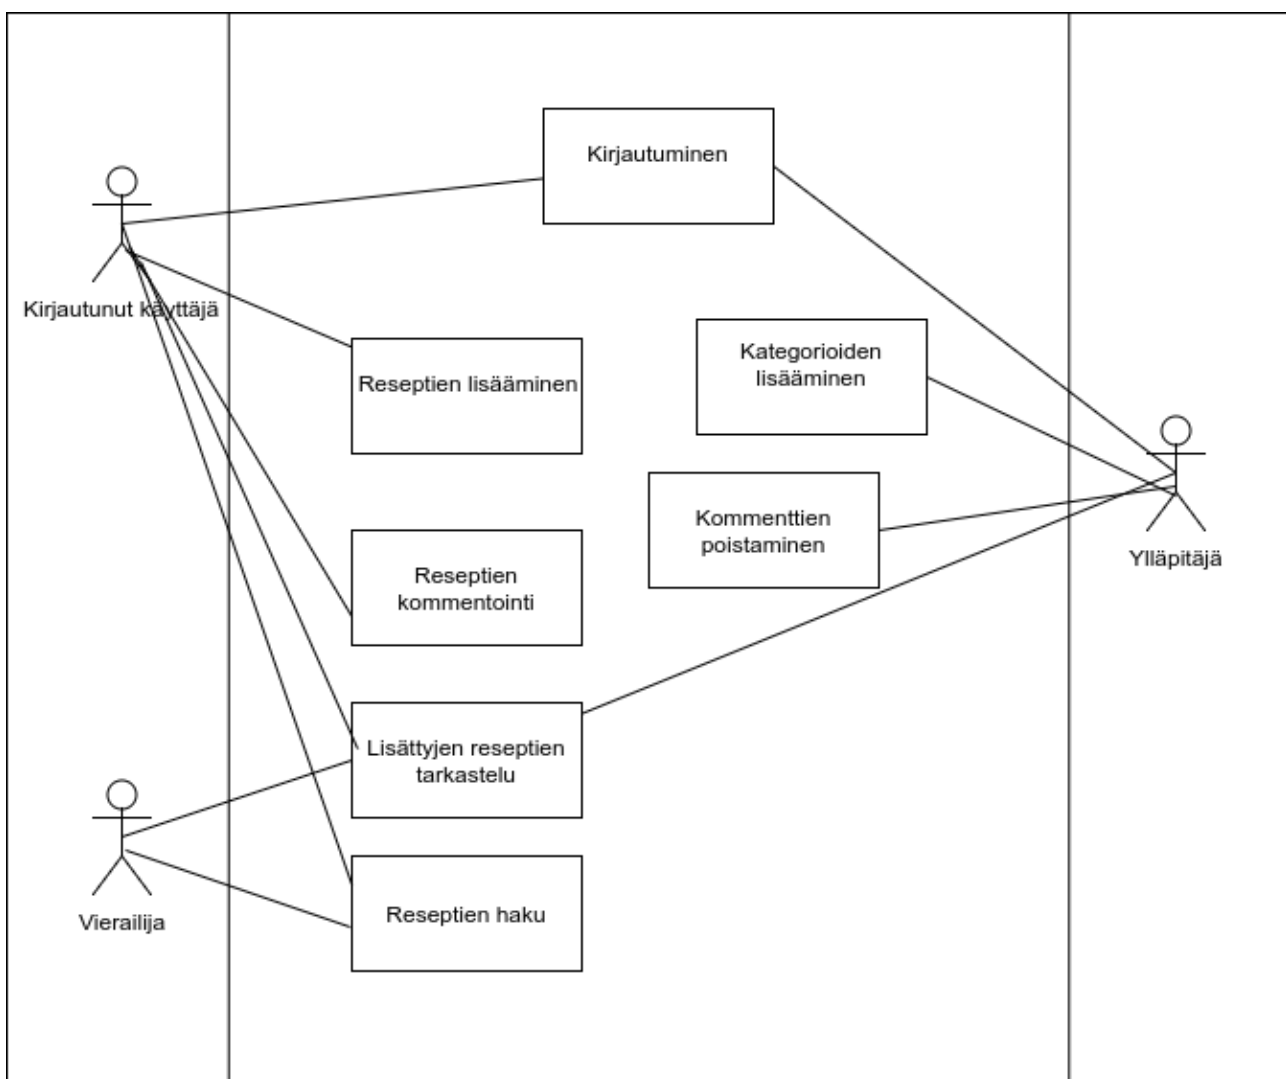 Kirjautuminen
Kirjautunut käyttäjä
Reseptien lisääminen
Kategorioiden
lisääminen
Kommenttien
poistaminen
Ylläpitäjä
Reseptien
kommentointi
Lisättyjen reseptien
tarkastelu
Vierailija
Reseptien haku